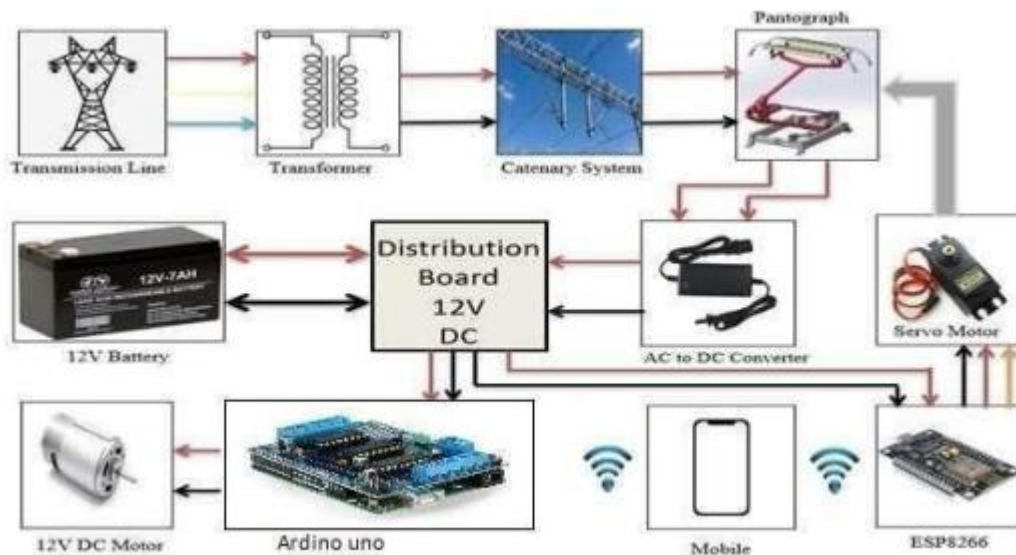 Pantograph
Transmission Line
Transformer
Catenary System
12V-7AH
Distribution
Board
12V
DC
12V Battery
AC to DC Converter
Servo Motor
12V DC Motor
Ardino uno
Mobile
ESP8266